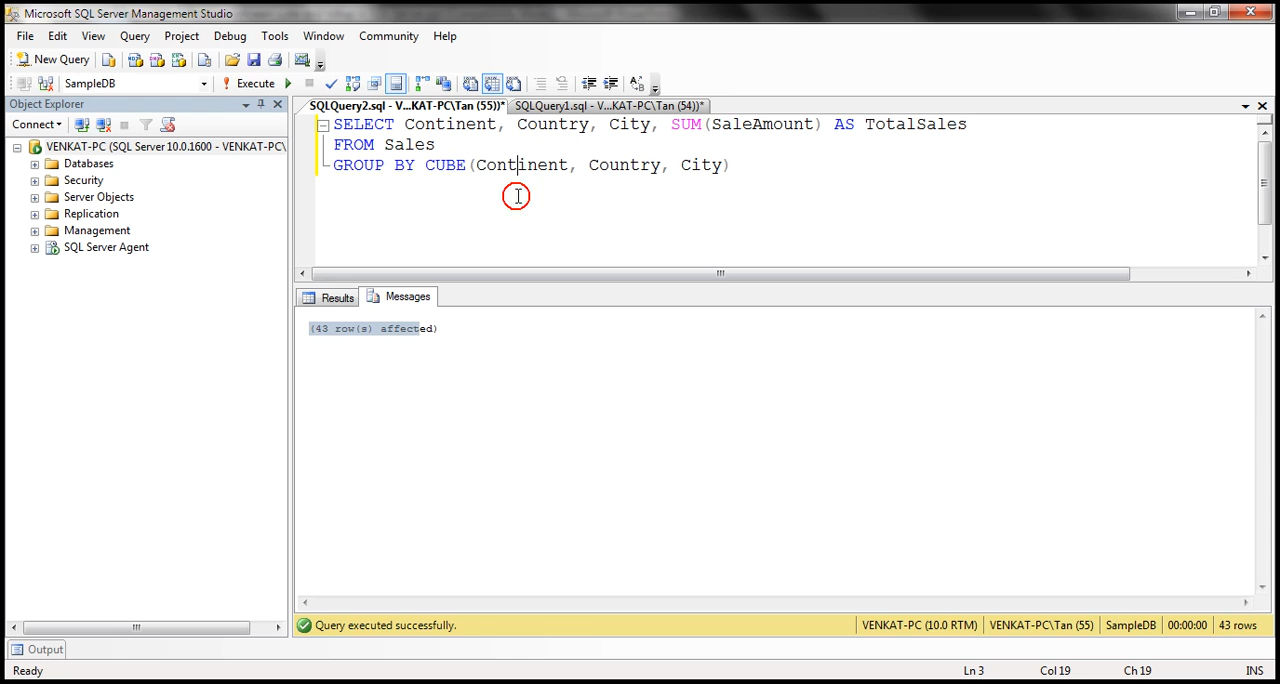 Microsoft SQL Server Management Studio
File Edit View Query Project Debug Tools Window Community Help
New Query
SampleDB Execute
Object Explorer
SQLQuery2.sql - V...KAT-PC\Tan (55))* SQLQuery1.sql - V...KAT-PC\Tan (54))*
Connect
VENKAT-PC (SQL Server 10.0.1600 - VENKAT-PC\
Databases
Security
Server Objects
Replication
Management
SQL Server Agent
SELECT Continent, Country, City, SUM(SaleAmount) AS TotalSales
FROM Sales
GROUP BY CUBE(Continent, Country, City)
Results Messages
(43 row(s) affected)
Query executed successfully. VENKAT-PC (10.0 RTM) VENKAT-PC\Tan (55) SampleDB 00:00:00 43 rows
Output
Ready Ln 3 Col 19 Ch 19 INS